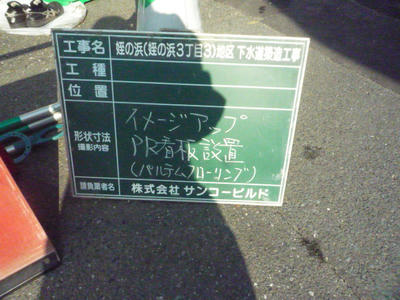 工事名 姪の浜(姪の浜3丁目3)地区 下水道築造工事
工種
位置
形状寸法
撮影内容
イメージアップ
PR看板設置
(パルテムフローリング)
請負業者名 株式会社 サンコービルド